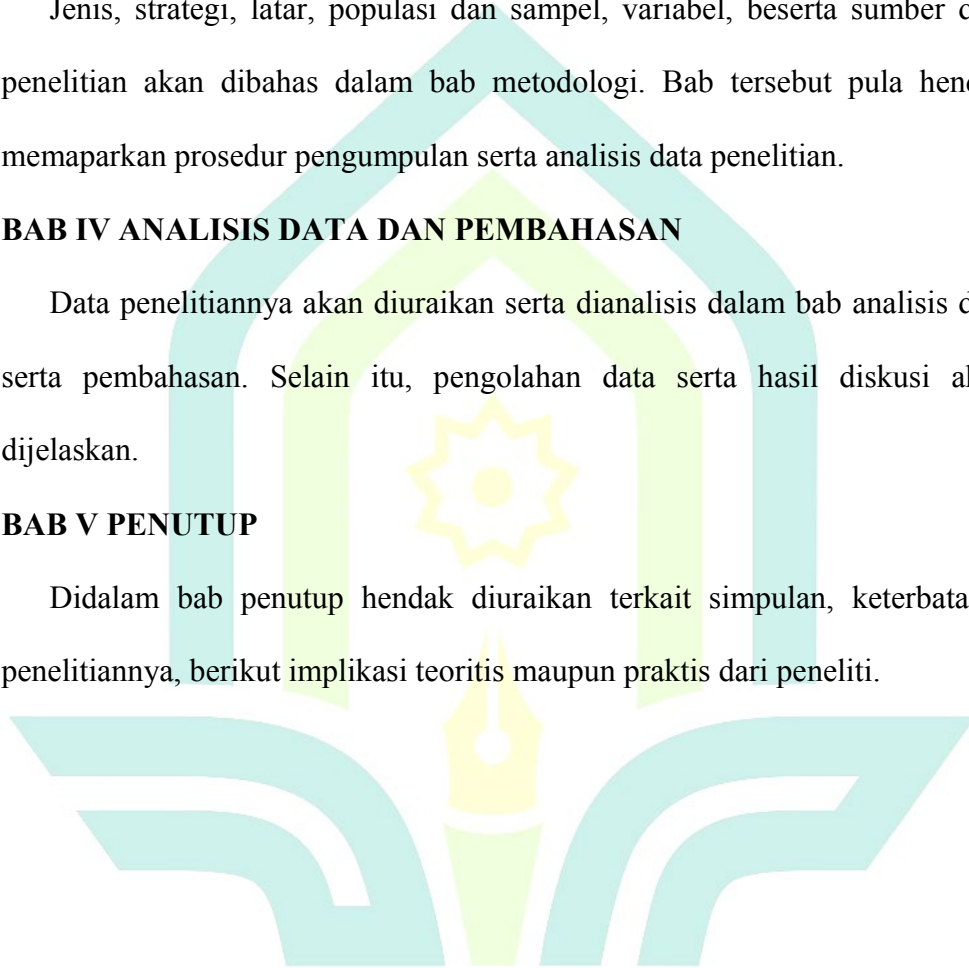 Jenis, strategi, latar, populasi dan sampel, variabel, beserta sumber
penelitian akan dibahas dalam bab metodologi. Bab tersebut pula
memaparkan prosedur pengumpulan serta analisis data penelitian.
BAB IV ANALISIS DATA DAN PEMBAHASAN
Data penelitiannya akan diuraikan serta dianalisis dalam bab analisis
serta pembahasan. Selain itu, pengolahan data serta hasil diskusi
dijelaskan.
BAB V PENUTUP
Didalam bab penutup hendak diuraikan terkait simpulan,
penelitiannya, berikut implikasi teoritis maupun praktis dari peneliti.